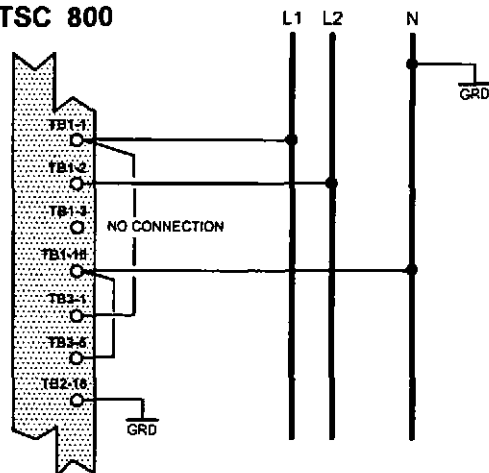 TSC 800
L1 L2 N
GRD
TB1-1
TB1-2
TB1-3
NO CONNECTION
TB1-16
TB3-1
TB3-5
TB2-16
GRD